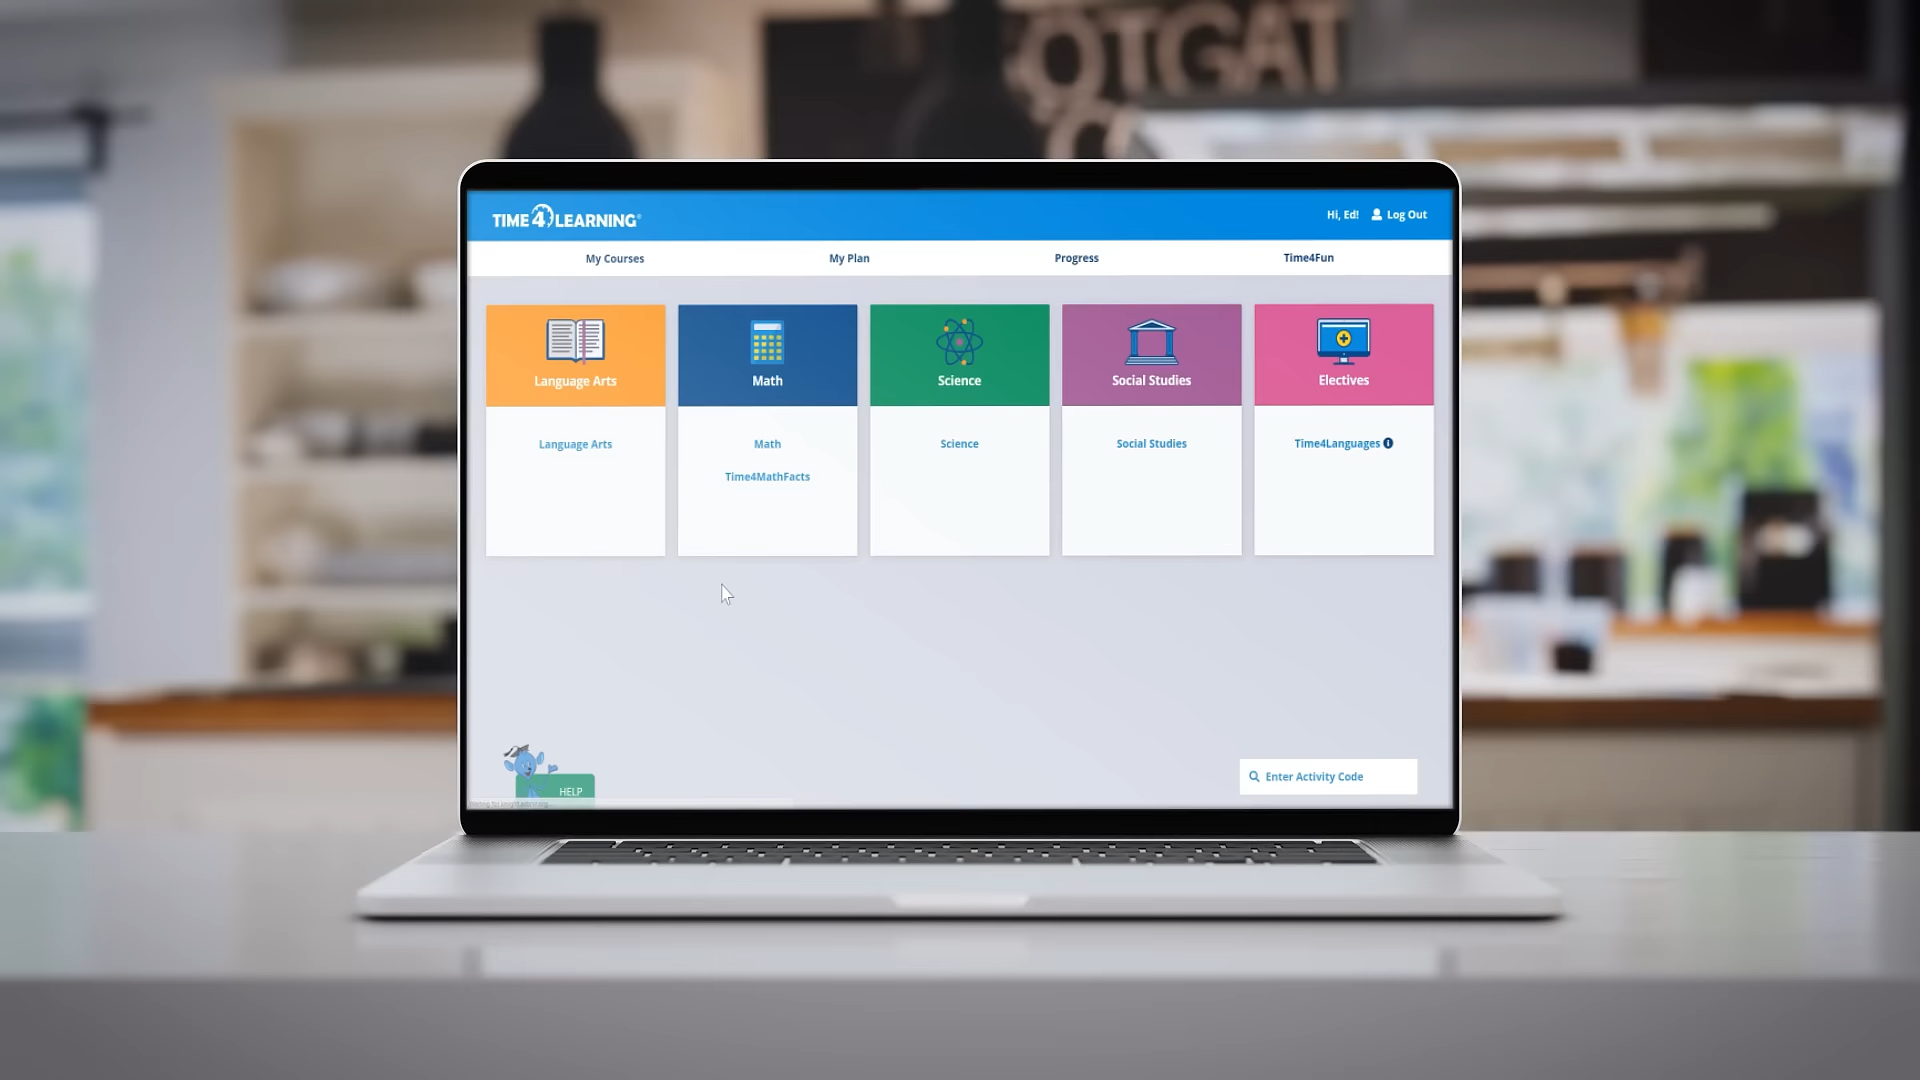 OTGAT
TIME4LEARNING
Hi, Ed! Log Out
My Courses My Plan Progress Time4Fun
Language Arts Math Science Social Studies Electives
Language Arts Math Science Social Studies Time4Languages
Time4MathFacts
HELP
Enter Activity Code